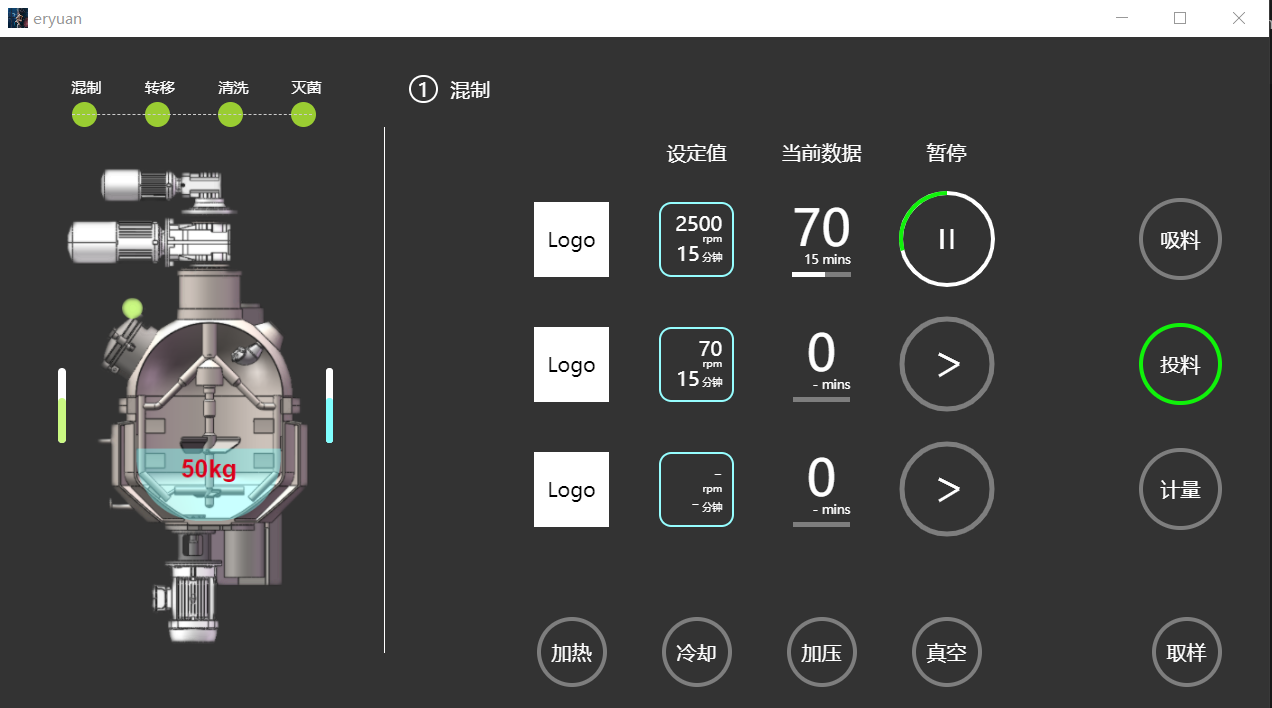 eryuan
混制 转移 清洗 灭菌
1 混制
设定值 当前数据 暂停
Logo
2500
rpm
15 分钟
70
15 mins
吸料
Logo
70
rpm
15 分钟
0
- mins
>
投料
Logo
-
rpm
- 分钟
0
- mins
>
计量
50kg
加热 冷却 加压 真空 取样